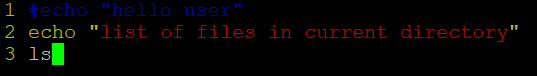 1 #echo "hello user"
2 echo "list of files in current directory"
3 ls